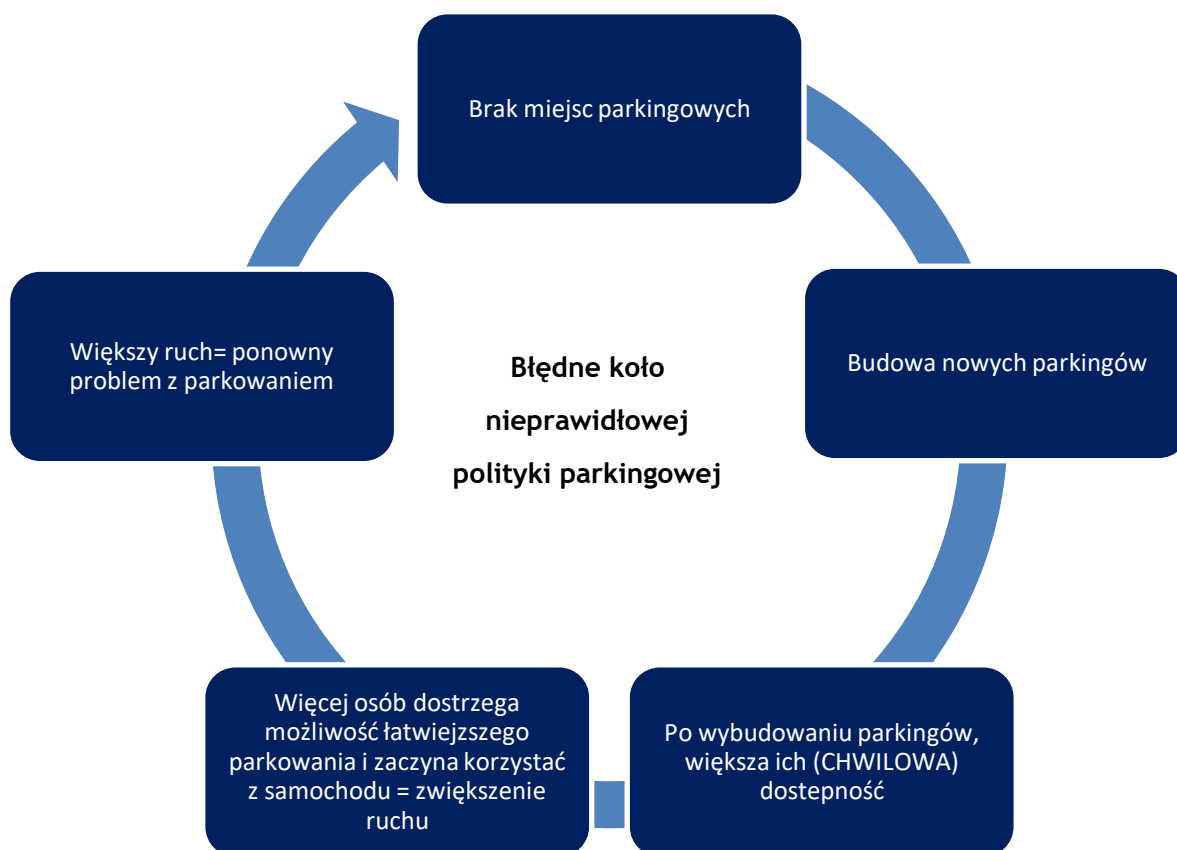 Brak miejsc parkingowych
Budowa nowych parkingów
Po wybudowaniu parkingów,
większa ich (CHWILOWA)
dostepność
Więcej osób dostrzega
możliwość łatwiejszego
parkowania i zaczyna korzystać
z samochodu = zwiększenie
ruchu
Większy ruch= ponowny
problem z parkowaniem
Błędne koło
nieprawidłowej
polityki parkingowej